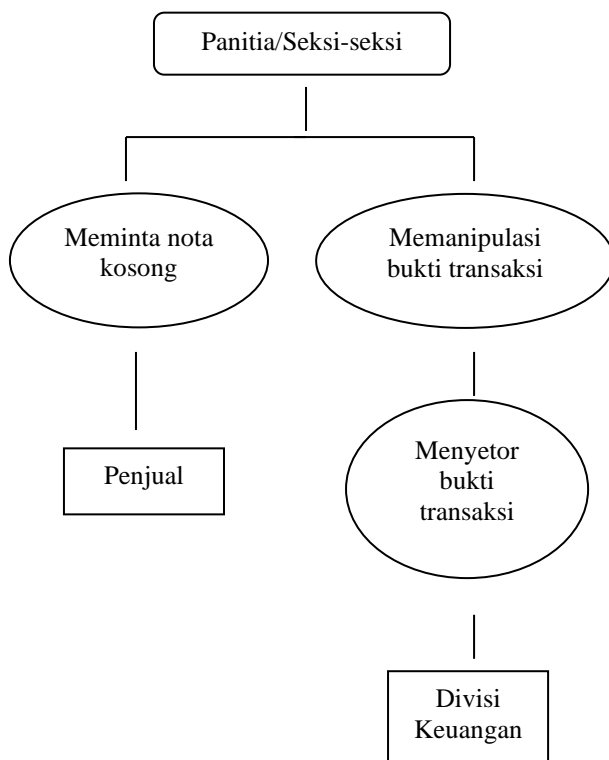 Panitia/Seksi-seksi
Meminta nota
kosong
Memanipulasi
bukti transaksi
Penjual
Menyetor
bukti
transaksi
Divisi
Keuangan